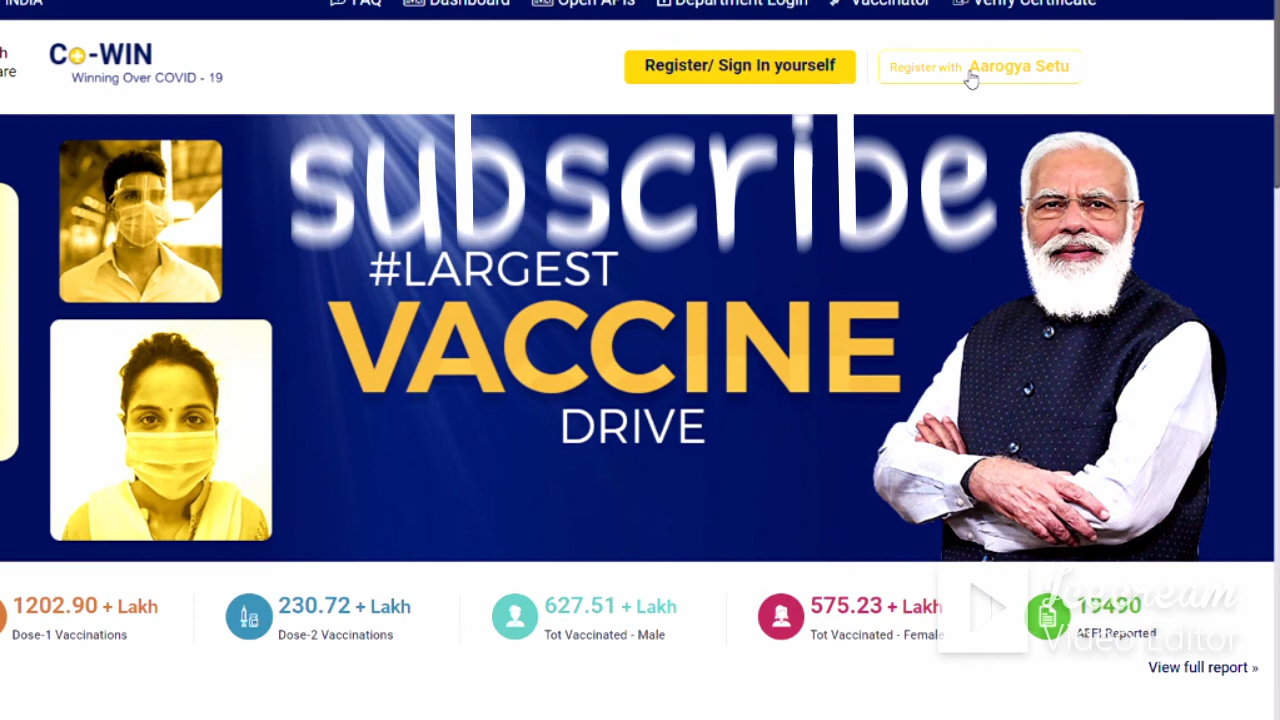 INDIA FAQ Dashboard Open APIs Department Login Vaccinator Verify Certificate
Co-WIN
Winning Over COVID - 19
Register/ Sign In yourself
Register with Aarogya Setu
subscribe
#LARGEST
VACCINE
DRIVE
1202.90 + Lakh
Dose-1 Vaccinations
230.72 + Lakh
Dose-2 Vaccinations
627.51 + Lakh
Tot Vaccinated - Male
575.23 + Lakh
Tot Vaccinated - Female
AEFI Reported
Video Editor
View full report »